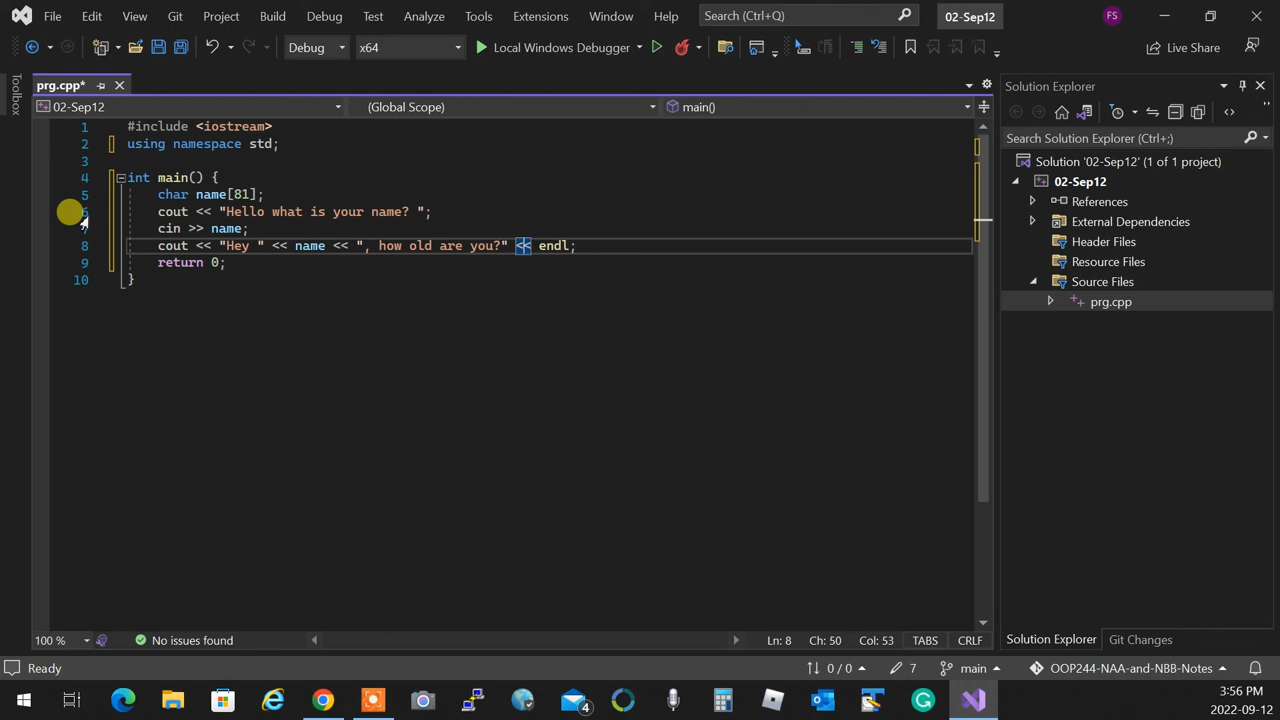 File Edit View Git Project Build Debug Test Analyze Tools Extensions Window Help Search (Ctrl+Q) 02-Sep12 FS
Debug x64 Local Windows Debugger Live Share
Toolbox
prg.cpp*
02-Sep12 (Global Scope) main()
1 #include <iostream>
2 using namespace std;
3
4 int main() {
5 char name[81];
6 cout << "Hello what is your name? ";
7 cin >> name;
8 cout << "Hey " << name << ", how old are you?" << endl;
9 return 0;
10 }
Solution Explorer
Search Solution Explorer (Ctrl+;)
Solution '02-Sep12' (1 of 1 project)
02-Sep12
References
External Dependencies
Header Files
Resource Files
Source Files
prg.cpp
100 % No issues found Ln: 8 Ch: 50 Col: 53 TABS CRLF
Solution Explorer Git Changes
Ready 0 / 0 7 main OOP244-NAA-and-NBB-Notes
4
3:56 PM
2022-09-12